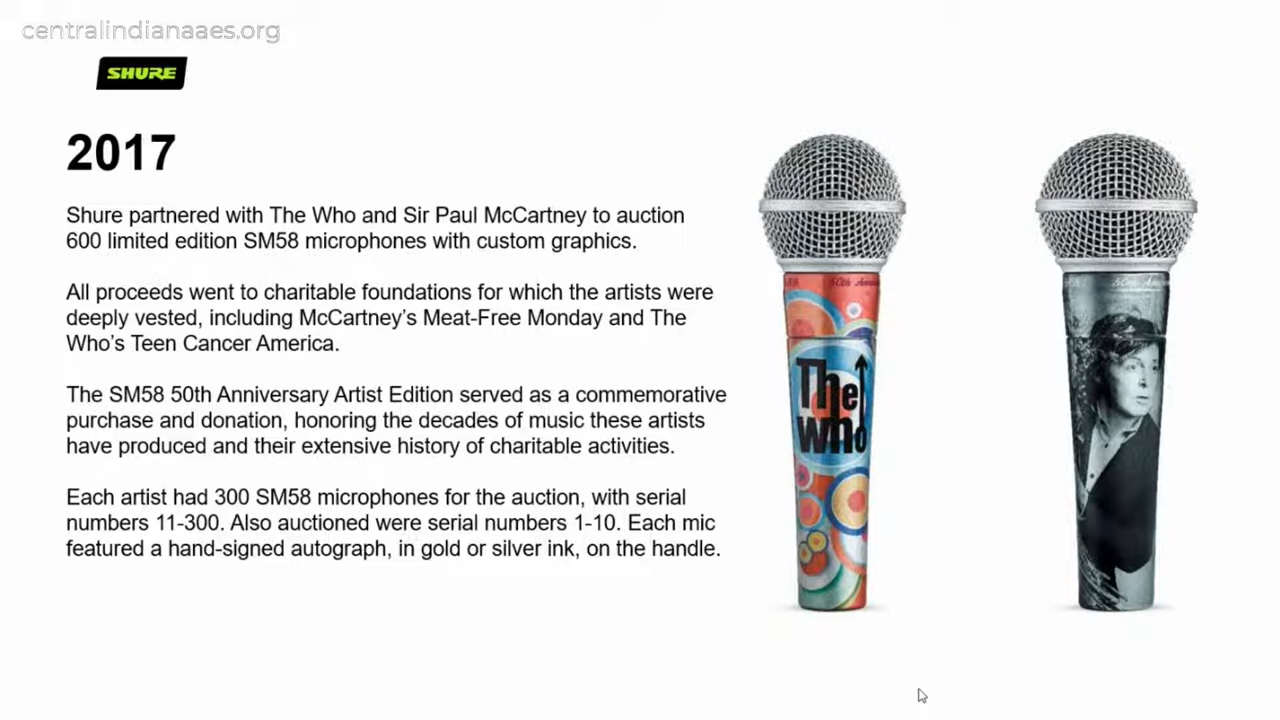 centralindianaaes.org
SHURE
2017
Shure partnered with The Who and Sir Paul McCartney to auction
600 limited edition SM58 microphones with custom graphics.
All proceeds went to charitable foundations for which the artists were
deeply vested, including McCartney's Meat-Free Monday and The
Who's Teen Cancer America.
The SM58 50th Anniversary Artist Edition served as a commemorative
purchase and donation, honoring the decades of music these artists
have produced and their extensive history of charitable activities.
Each artist had 300 SM58 microphones for the auction, with serial
numbers 11-300. Also auctioned were serial numbers 1-10. Each mic
featured a hand-signed autograph, in gold or silver ink, on the handle.
50th
The
who
50th